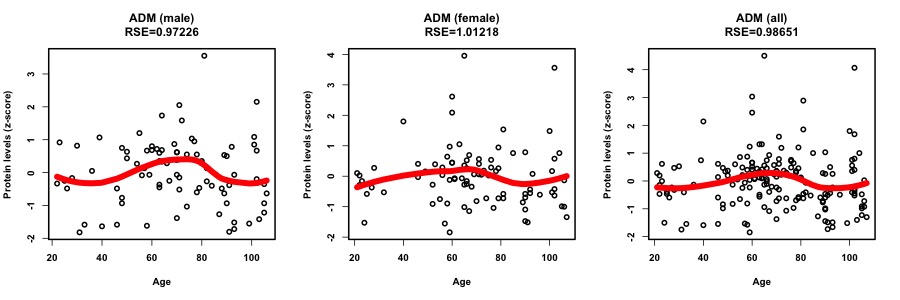 ADM (male)
RSE=0.97226
Protein levels (z-score)
3
2
1
0
-1
-2
20 40 60 80 100
Age
ADM (female)
RSE=1.01218
Protein levels (z-score)
4
3
2
1
0
-1
-2
20 40 60 80 100
Age
ADM (all)
RSE=0.98651
Protein levels (z-score)
4
3
2
1
0
-1
-2
20 40 60 80 100
Age